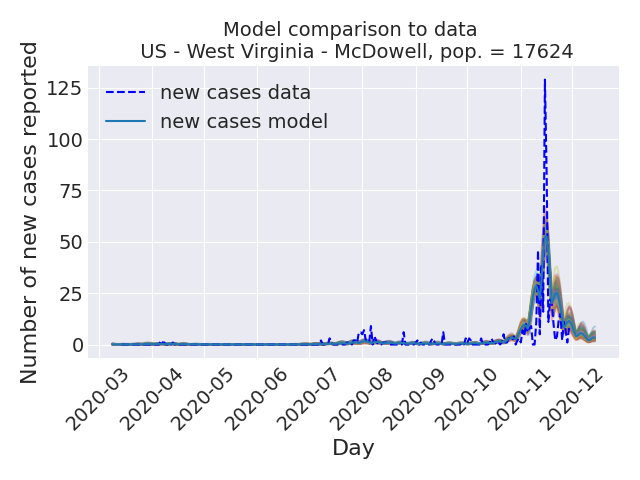 Model comparison to data
US - West Virginia - McDowell, pop. = 17624
Number of new cases reported
125
100
75
50
25
0
new cases data
new cases model
2020-03
2020-04
2020-05
2020-06
2020-07
2020-08
2020-09
2020-10
2020-11
2020-12
Day